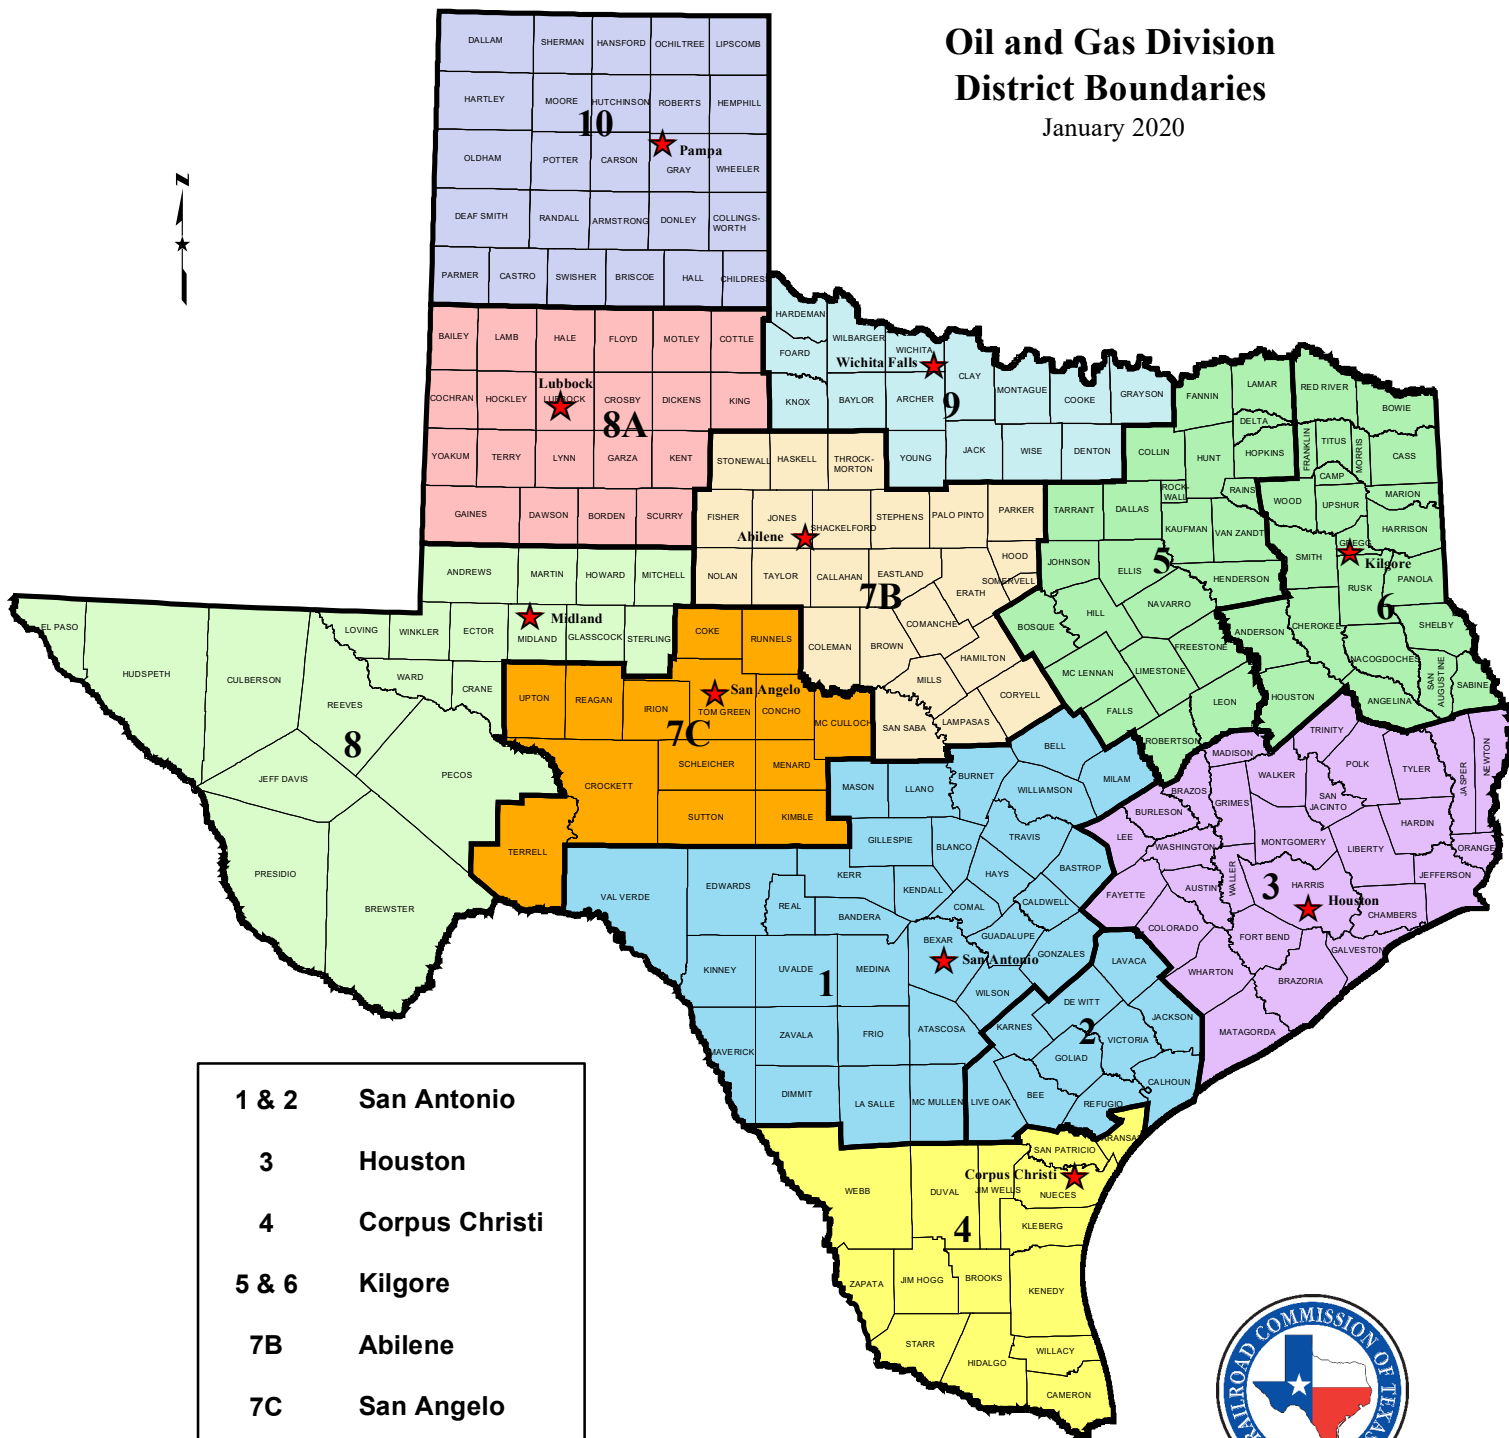 Oil and Gas Division
District Boundaries
January 2020
DALLAM SHERMAN HANSFORD OCHILTREE LIPSCOMB
HARTLEY MOORE HUTCHINSON ROBERTS HEMPHILL
10
Pampa
OLDHAM POTTER CARSON GRAY WHEELER
DEAF SMITH RANDALL ARMSTRONG DONLEY COLLINGS-
WORTH
PARMER CASTRO SWISHER BRISCOE HALL CHILDRESS
N
BAILEY LAMB HALE FLOYD MOTLEY COTTLE
Lubbock
COCHRAN HOCKLEY LUBBOCK CROSBY DICKENS KING
8A
YOAKUM TERRY LYNN GARZA KENT
GAINES DAWSON BORDEN SCURRY
HARDEMAN
FOARD WILBARGER WICHITA
Wichita Falls
CLAY MONTAGUE COOKE GRAYSON
KNOX BAYLOR ARCHER
9
YOUNG JACK WISE DENTON
STONEWALL HASKELL THROCK-
MORTON
FISHER JONES SHACKELFORD STEPHENS PALO PINTO PARKER
Abilene
HOOD
NOLAN TAYLOR CALLAHAN EASTLAND ERATH SOMERVELL
7B
COLEMAN BROWN COMANCHE HAMILTON
MILLS CORYELL
SAN SABA LAMPASAS
FANNIN LAMAR
DELTA
COLLIN HUNT HOPKINS
ROCK-
WALL
RAINS
TARRANT DALLAS KAUFMAN VAN ZANDT
JOHNSON ELLIS
5
HENDERSON
BOSQUE HILL NAVARRO
FREESTONE
MC LENNAN LIMESTONE
FALLS LEON
ROBERTSON
RED RIVER BOWIE
FRANKLIN TITUS MORRIS CASS
CAMP
WOOD UPSHUR MARION
HARRISON
SMITH GREGG
Kilgore
RUSK PANOLA
6
ANDERSON CHEROKEE SHELBY
NACOGDOCHES
SAN
AUGUSTINE
SABINE
HOUSTON ANGELINA
ANDREWS MARTIN HOWARD MITCHELL
Midland
EL PASO LOVING WINKLER ECTOR MIDLAND GLASSCOCK STERLING
HUDSPETH CULBERSON WARD CRANE
REEVES
8
JEFF DAVIS PECOS
PRESIDIO BREWSTER
COKE RUNNELS
San Angelo
UPTON REAGAN IRION TOM GREEN CONCHO MC CULLOCH
7C
SCHLEICHER MENARD
CROCKETT
SUTTON KIMBLE
TERRELL
BELL
BURNET MILAM
MASON LLANO WILLIAMSON
GILLESPIE BLANCO TRAVIS
VAL VERDE EDWARDS KERR HAYS BASTROP
REAL KENDALL CALDWELL
BANDERA COMAL
BEXAR GUADALUPE GONZALES
San Antonio
KINNEY UVALDE MEDINA
1
WILSON
ZAVALA FRIO ATASCOSA
MAVERICK
DIMMIT LA SALLE MC MULLEN
LAVACA
DE WITT
KARNES JACKSON
2
VICTORIA
GOLIAD
CALHOUN
LIVE OAK BEE REFUGIO
TRINITY
MADISON POLK TYLER JASPER NEWTON
WALKER
BRAZOS GRIMES SAN
JACINTO
BURLESON HARDIN
LEE MONTGOMERY
WASHINGTON LIBERTY ORANGE
WALLER JEFFERSON
AUSTIN HARRIS
3
FAYETTE Houston
CHAMBERS
COLORADO FORT BEND GALVESTON
WHARTON BRAZORIA
MATAGORDA
ARANSAS
SAN PATRICIO
Corpus Christi
WEBB DUVAL JIM WELLS NUECES
KLEBERG
4
ZAPATA JIM HOGG BROOKS KENEDY
STARR WILLACY
HIDALGO
CAMERON
1 & 2 San Antonio
3 Houston
4 Corpus Christi
5 & 6 Kilgore
7B Abilene
7C San Angelo
RAILROAD COMMISSION OF TEXAS